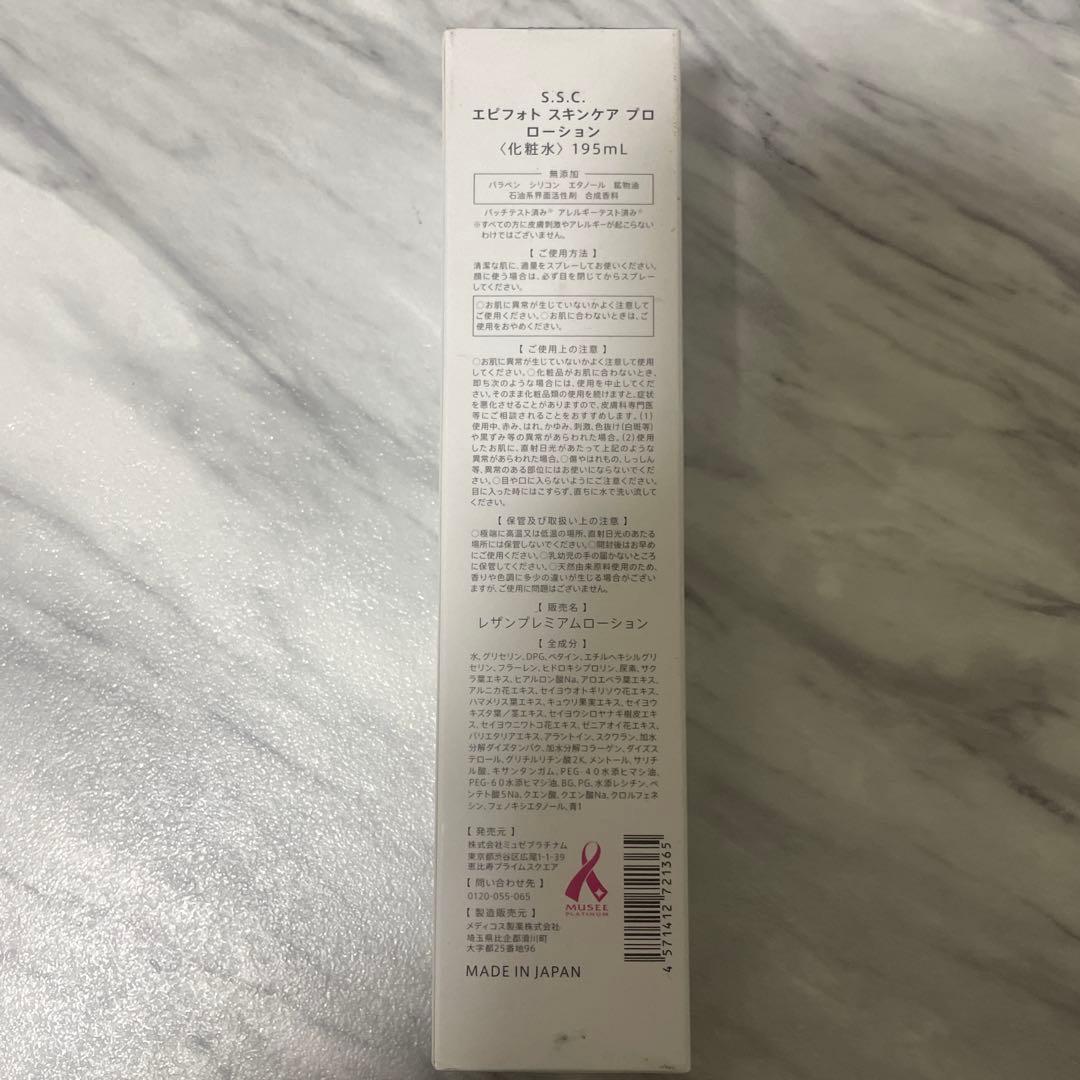 S.S.C.
エピフォト スキンケア プロ
ローション
〈化粧水〉195mL
無添加
パラベン シリコン エタノール 鉱物油
石油系界面活性剤 合成香料
パッチテスト済み※ アレルギーテスト済み※
※すべての方に皮膚刺激やアレルギーが起こらない
わけではございません。
【ご使用方法】
清潔な肌に、適量をスプレーしてお使いください。
顔に使う場合は、必ず目を閉じてからスプレー
してください。
○お肌に異常が生じていないかよく注意して
ご使用ください。○お肌に合わないときは、ご
使用をおやめください。
【ご使用上の注意】
○お肌に異常が生じていないかよく注意して使用
してください。○化粧品がお肌に合わないとき、
即ち次のような場合には、使用を中止してくだ
さい。そのまま化粧品類の使用を続けますと、症状
を悪化させることがありますので、皮膚科専門医
等にご相談されることをおすすめします。(1)
使用中、赤み、はれ、かゆみ、刺激、色抜け(白斑等)
や黒ずみ等の異常があらわれた場合。(2)使用
したお肌に、直射日光があたって上記のような
異常があらわれた場合。○傷やはれもの、しっしん
等、異常のある部位にはお使いにならないでくだ
さい。○目や口に入らないようにご注意ください。
目に入った時にはこすらず、直ちに水で洗い流して
ください。
【保管及び取扱い上の注意】
○極端に高温又は低温の場所、直射日光のあたる
場所には保管しないでください。○開封後はお早め
にご使用ください。○乳幼児の手の届かないところ
に保管してください。○天然由来原料使用のため、
香りや色調に多少の違いが生じる場合がござい
ますが、ご使用に問題はございません。
【販売名】
レザンプレミアムローション
【全成分】
水、グリセリン、DPG、ベタイン、エチルヘキシルグリ
セリン、フラーレン、ヒドロキシプロリン、尿素、サク
ラ葉エキス、ヒアルロン酸Na、アロエベラ葉エキス、
アルニカ花エキス、セイヨウオトギリソウ花エキス、
ハマメリス葉エキス、キュウリ果実エキス、セイヨウ
キズタ葉/茎エキス、セイヨウシロヤナギ樹皮エキ
ス、セイヨウニワトコ花エキス、ゼニアオイ花エキス、
パリエタリアエキス、アラントイン、スクワラン、加水
分解ダイズタンパク、加水分解コラーゲン、ダイズス
テロール、グリチルリチン酸2K、メントール、サリチ
ル酸、キサンタンガム、PEG-40水添ヒマシ油、
PEG-60水添ヒマシ油、BG、PG、水添レシチン、ペ
ンテト酸5Na、クエン酸、クエン酸Na、クロルフェネ
シン、フェノキシエタノール、青1
【発売元】
株式会社ミュゼプラチナム
東京都渋谷区広尾1-1-39
恵比寿プライムスクエア
【問い合わせ先】
0120-055-065
【製造販売元】
メディコス製薬株式会社
埼玉県比企郡滑川町
大字都25番地96
MADE IN JAPAN
MUSEE
PLATINUM
4 571412 721365